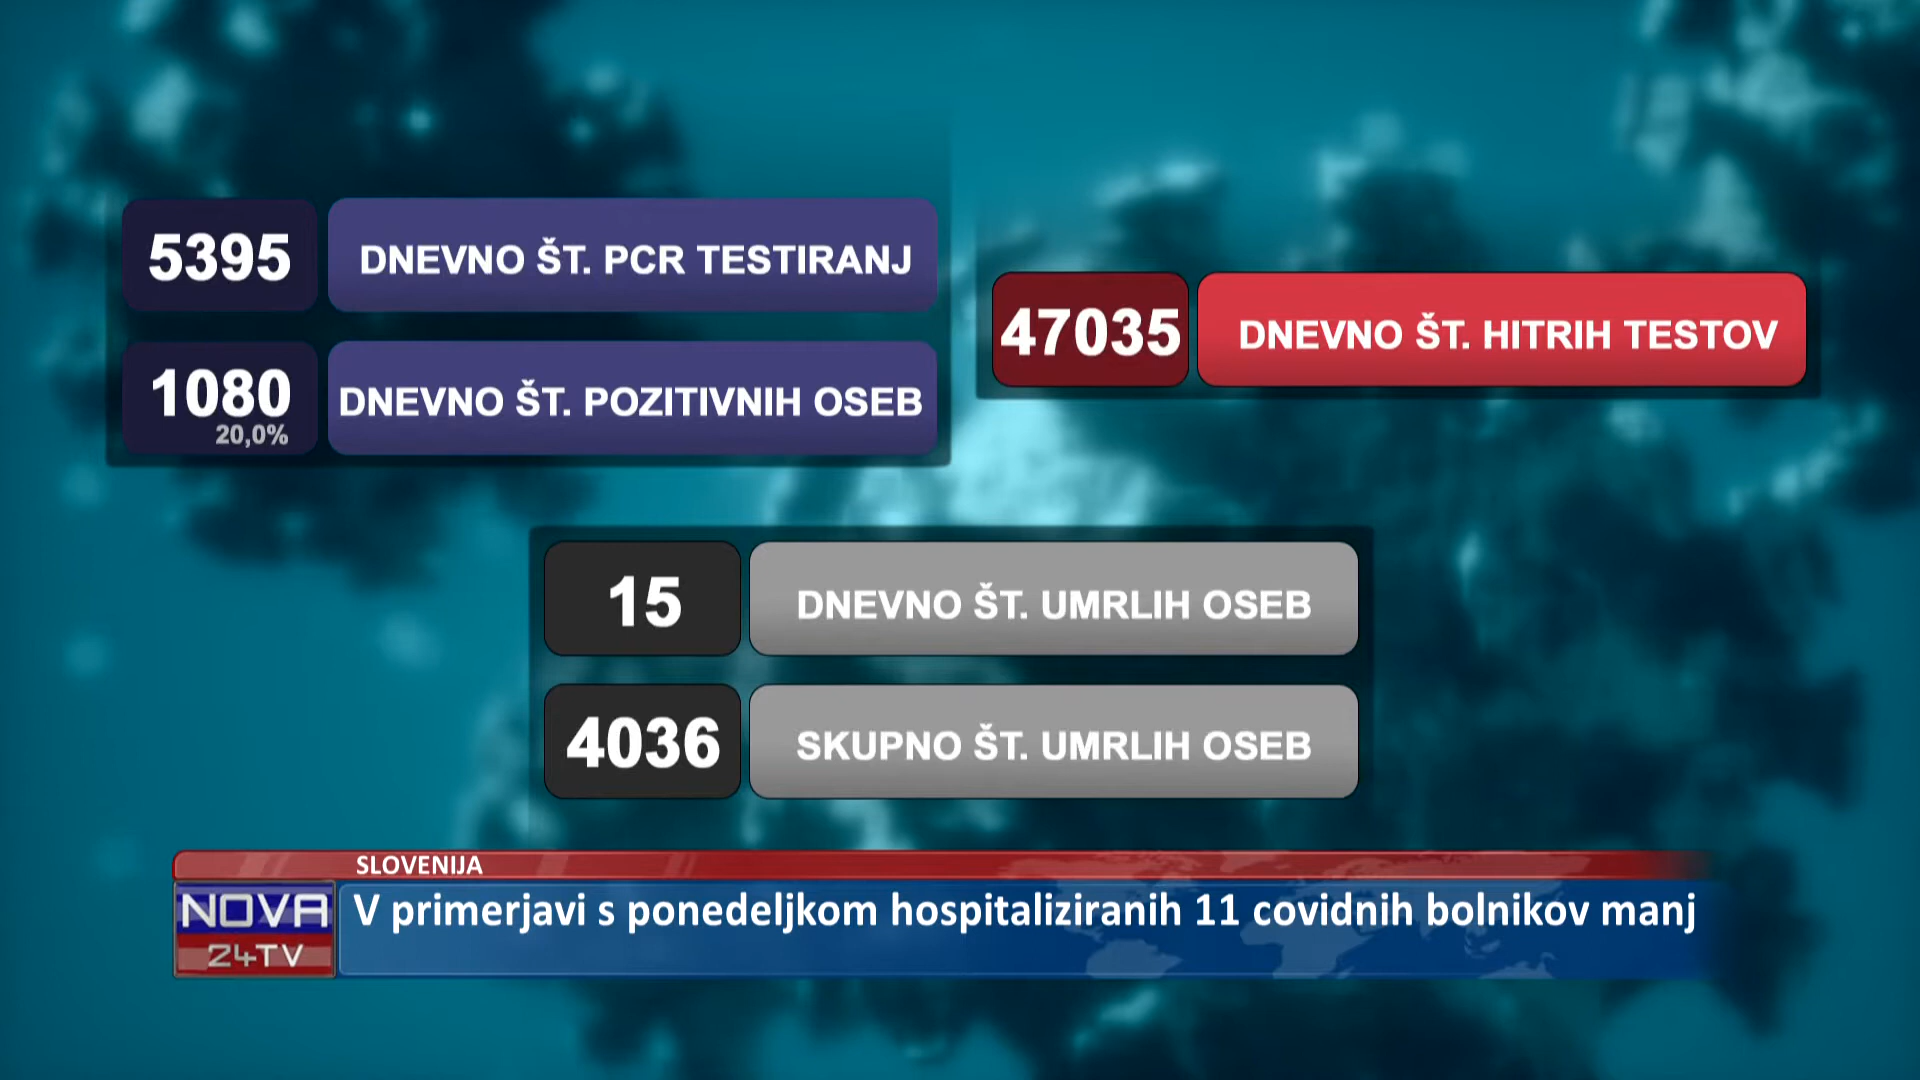 5395
DNEVNO ŠT. PCR TESTIRANJ
1080
20,0%
DNEVNO ŠT. POZITIVNIH OSEB
47035
DNEVNO ŠT. HITRIH TESTOV
15
DNEVNO ŠT. UMRLIH OSEB
4036
SKUPNO ŠT. UMRLIH OSEB
SLOVENIJA
NOVA
24TV
V primerjavi s ponedeljkom hospitaliziranih 11 covidnih bolnikov manj